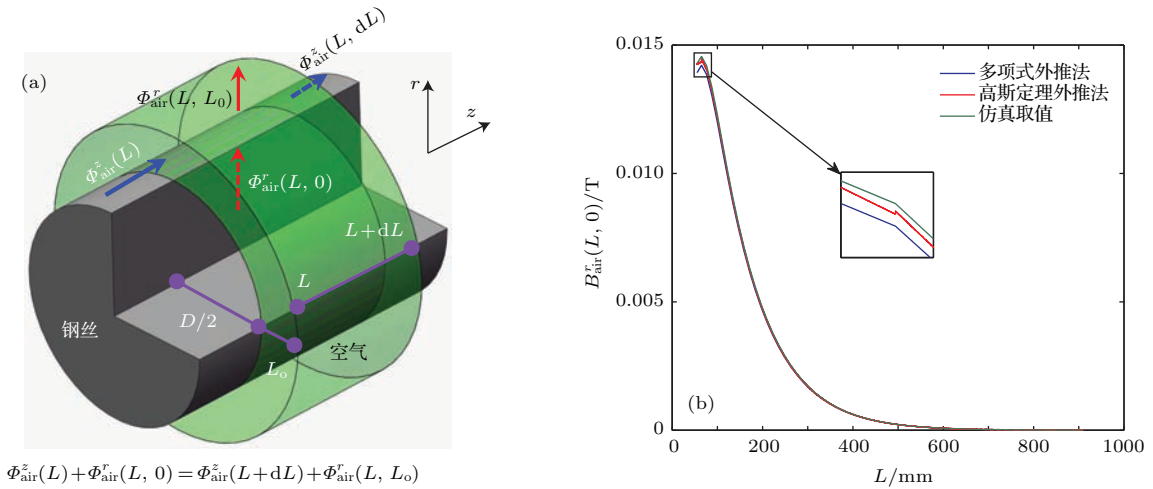 (a)
Φ^z_air(L, dL)
Φ^r_air(L, L_0)
r
z
Φ^z_air(L)
Φ^r_air(L, 0)
L+dL
L
D/2
钢丝
空气
L_o
Φ^z_air(L)+Φ^r_air(L, 0)=Φ^z_air(L+dL)+Φ^r_air(L, L_o)
0.015
0.010
0.005
0
B^r_air(L, 0)/T
多项式外推法
高斯定理外推法
仿真取值
(b)
0 200 400 600 800 1000
L/mm